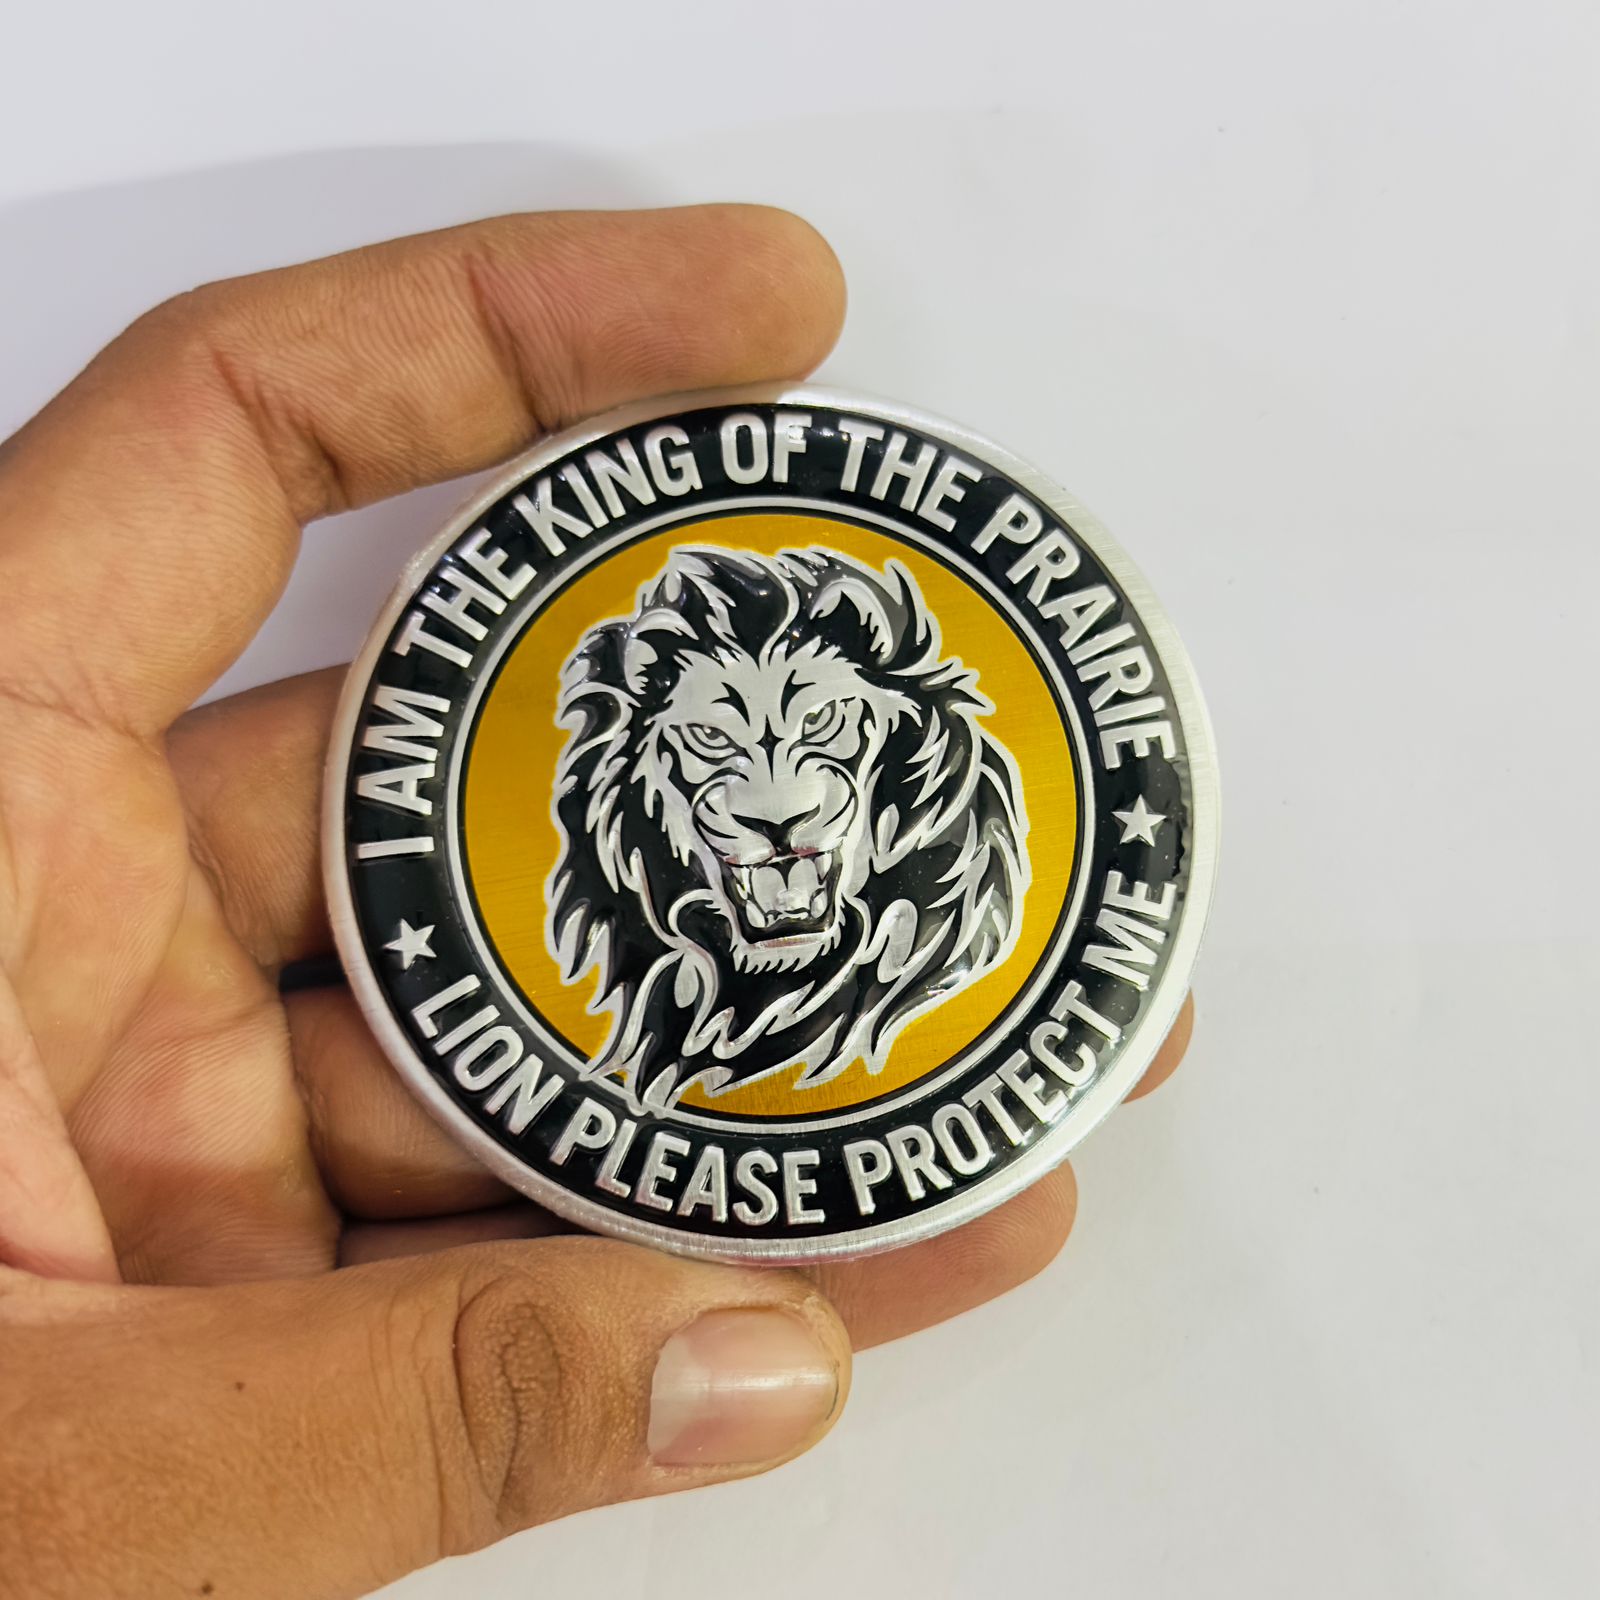 I AM THE KING OF THE PRAIRIE
LION PLEASE PROTECT ME